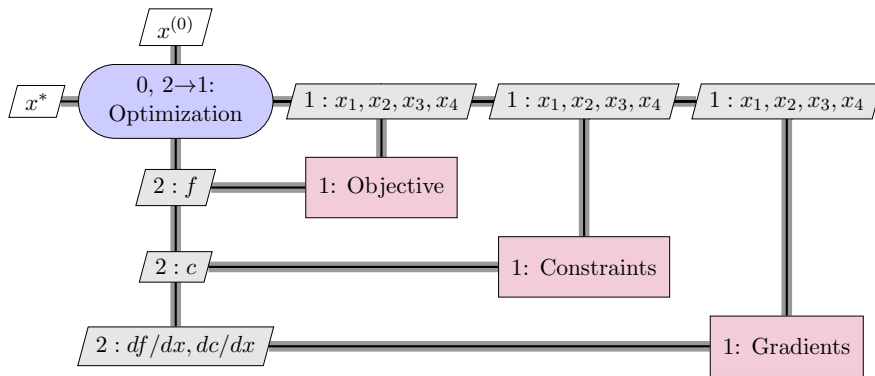 x^{(0)}
x^*
0, 2→1:
Optimization
1 : x_1, x_2, x_3, x_4
1 : x_1, x_2, x_3, x_4
1 : x_1, x_2, x_3, x_4
2 : f
1: Objective
2 : c
1: Constraints
2 : df/dx, dc/dx
1: Gradients